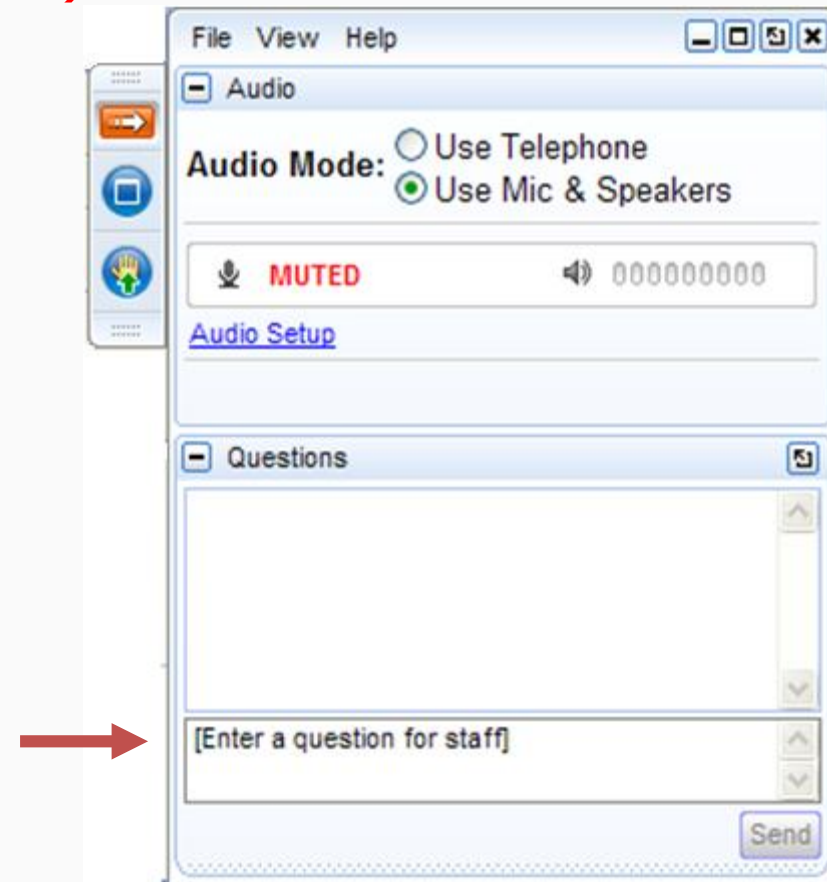 File View Help
Audio
Audio Mode: Use Telephone
Use Mic & Speakers
MUTED 000000000
Audio Setup
Questions
[Enter a question for staff]
Send